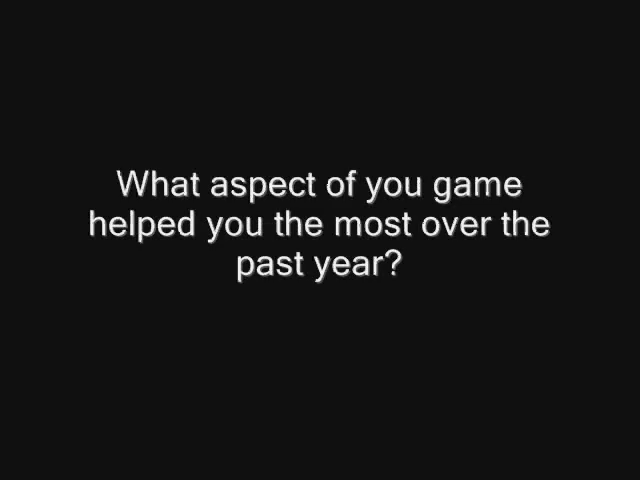 What aspect of you game
helped you the most over the
past year?